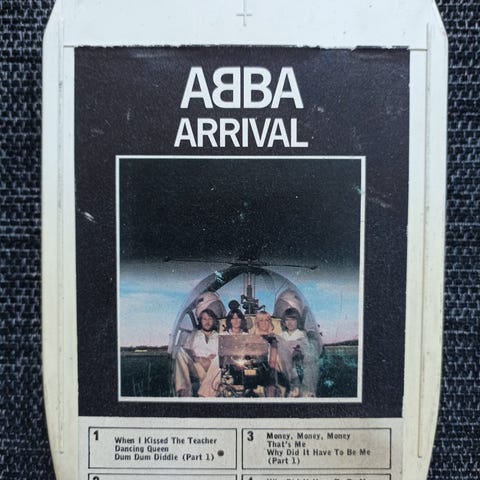 ABBA
ARRIVAL
1
When I Kissed The Teacher
Dancing Queen
Dum Dum Diddle (Part 1)
3
Money, Money, Money
That's Me
Why Did It Have To Be Me
(Part 1)